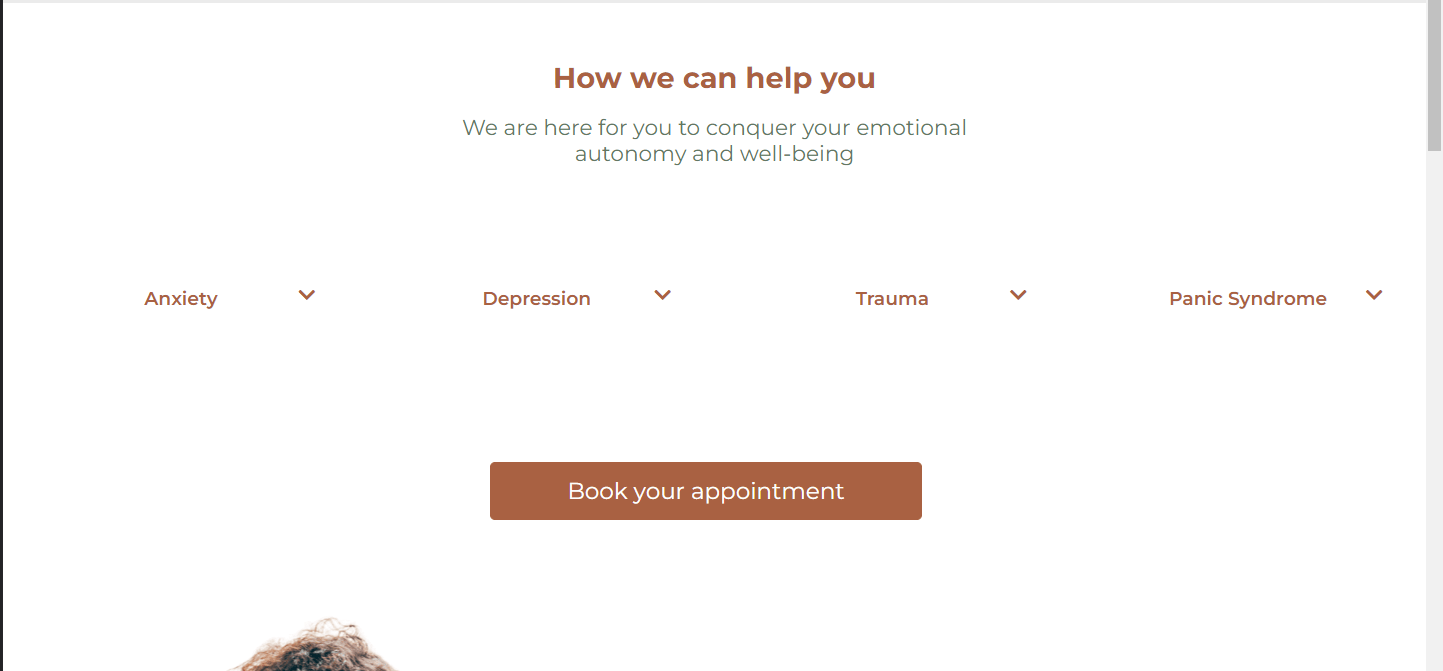 How we can help you
We are here for you to conquer your emotional
autonomy and well-being
Anxiety
Depression
Trauma
Panic Syndrome
Book your appointment